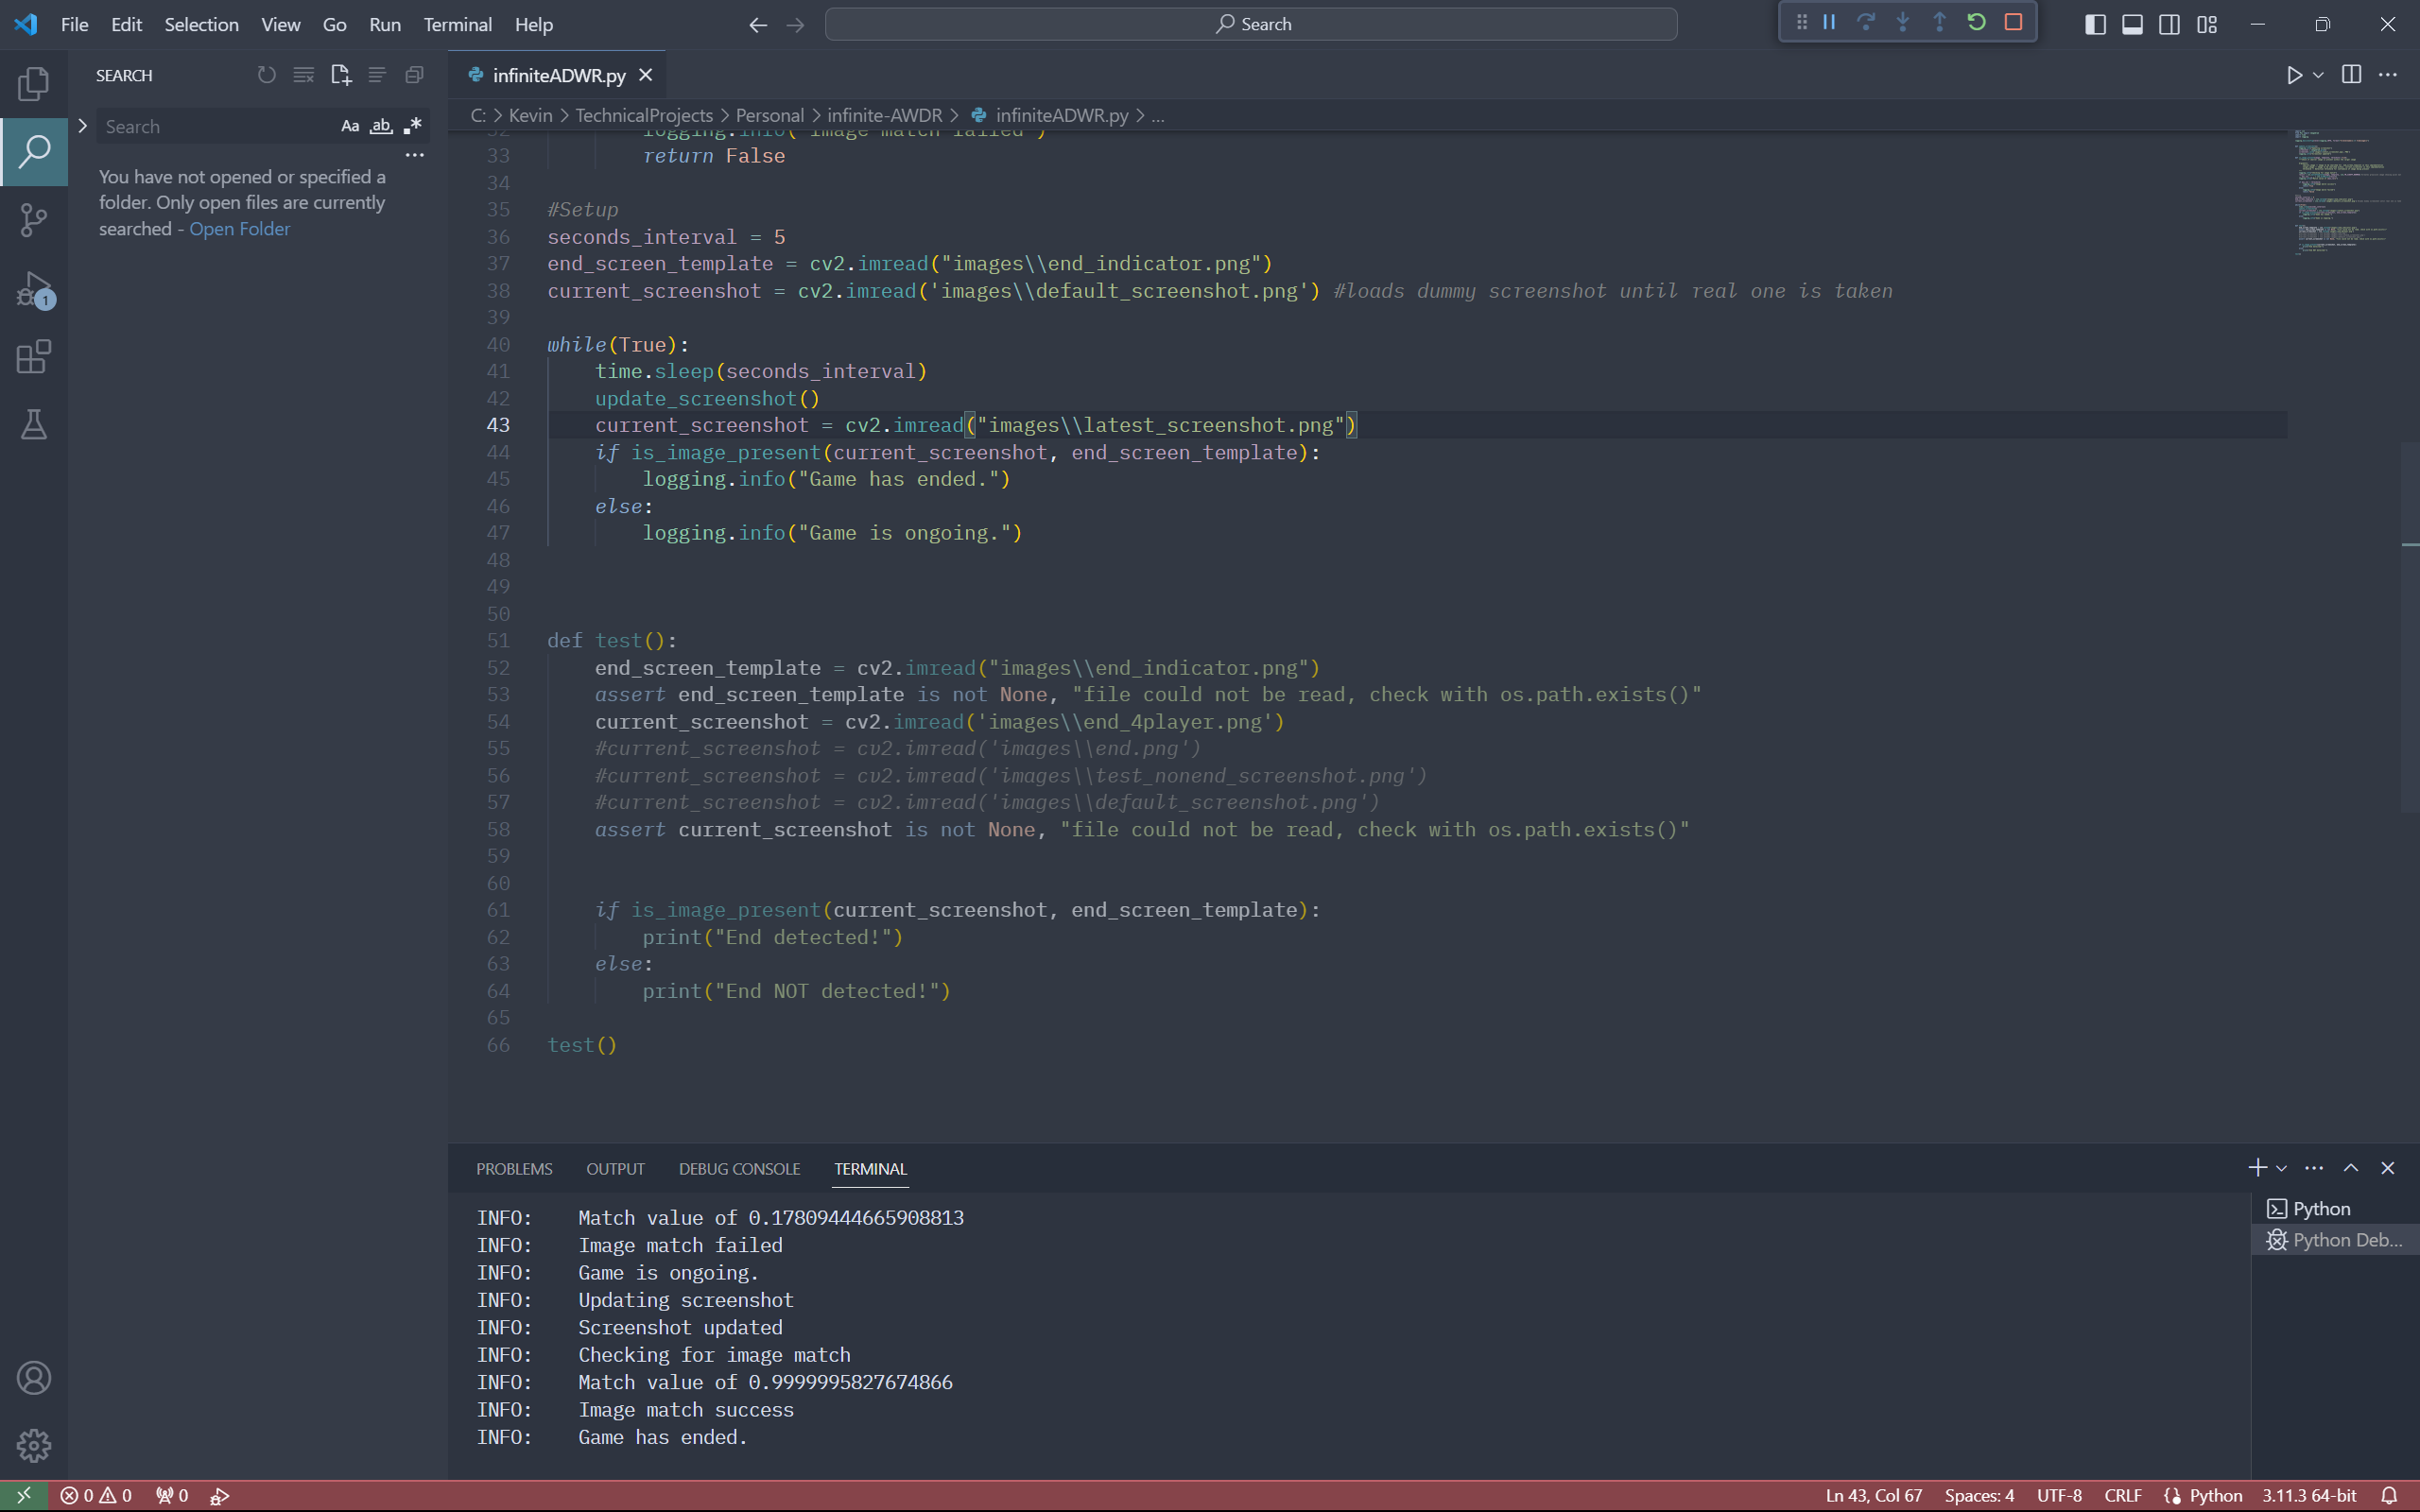 File Edit Selection View Go Run Terminal Help
Search
SEARCH
infiniteADWR.py
Search
Aa ab .*
C: > Kevin > TechnicalProjects > Personal > infinite-AWDR > infiniteADWR.py > ...
You have not opened or specified a
folder. Only open files are currently
searched - Open Folder
1
32 logging.info("Image match failed")
33 return False
34
35 #Setup
36 seconds_interval = 5
37 end_screen_template = cv2.imread("images\\end_indicator.png")
38 current_screenshot = cv2.imread('images\\default_screenshot.png') #loads dummy screenshot until real one is taken
39
40 while(True):
41 time.sleep(seconds_interval)
42 update_screenshot()
43 current_screenshot = cv2.imread("images\\latest_screenshot.png")
44 if is_image_present(current_screenshot, end_screen_template):
45 logging.info("Game has ended.")
46 else:
47 logging.info("Game is ongoing.")
48
49
50
51 def test():
52 end_screen_template = cv2.imread("images\\end_indicator.png")
53 assert end_screen_template is not None, "file could not be read, check with os.path.exists()"
54 current_screenshot = cv2.imread('images\\end_4player.png')
55 #current_screenshot = cv2.imread('images\\end.png')
56 #current_screenshot = cv2.imread('images\\test_nonend_screenshot.png')
57 #current_screenshot = cv2.imread('images\\default_screenshot.png')
58 assert current_screenshot is not None, "file could not be read, check with os.path.exists()"
59
60
61 if is_image_present(current_screenshot, end_screen_template):
62 print("End detected!")
63 else:
64 print("End NOT detected!")
65
66 test()
PROBLEMS OUTPUT DEBUG CONSOLE TERMINAL
INFO: Match value of 0.17809444665908813
INFO: Image match failed
INFO: Game is ongoing.
INFO: Updating screenshot
INFO: Screenshot updated
INFO: Checking for image match
INFO: Match value of 0.9999995827674866
INFO: Image match success
INFO: Game has ended.
Python
Python Deb...
0 0 0
Ln 43, Col 67 Spaces: 4 UTF-8 CRLF Python 3.11.3 64-bit